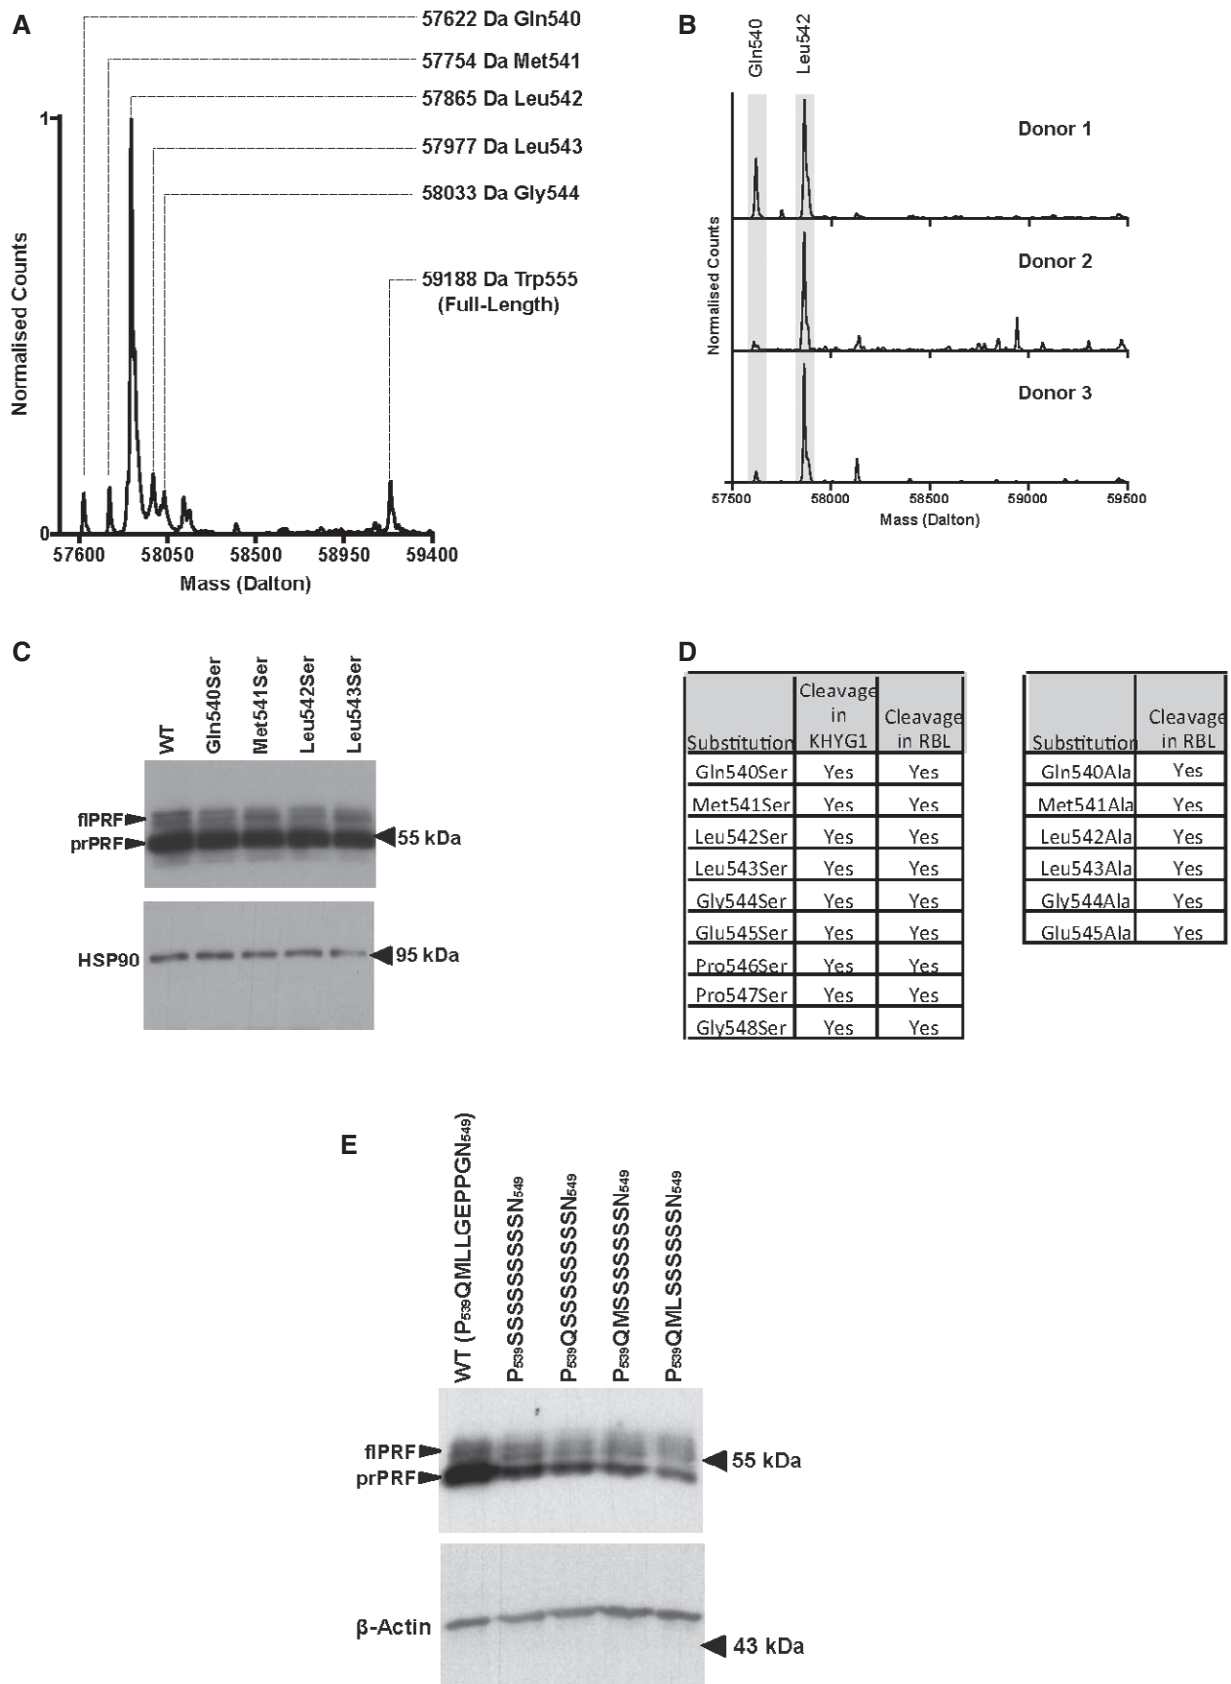 A
57622 Da Gln540
57754 Da Met541
57865 Da Leu542
57977 Da Leu543
58033 Da Gly544
59188 Da Trp555
(Full-Length)
1
0
Normalised Counts
57600 58050 58500 58950 59400
Mass (Dalton)
B
Gln540 Leu542
Donor 1
Donor 2
Donor 3
Normalised Counts
57500 58000 58500 59000 59500
Mass (Dalton)
C
WT Gln540Ser Met541Ser Leu542Ser Leu543Ser
flPRF
prPRF
55 kDa
HSP90
95 kDa
D
Substitution Cleavage in KHYG1 Cleavage in RBL
Gln540Ser Yes Yes
Met541Ser Yes Yes
Leu542Ser Yes Yes
Leu543Ser Yes Yes
Gly544Ser Yes Yes
Glu545Ser Yes Yes
Pro546Ser Yes Yes
Pro547Ser Yes Yes
Gly548Ser Yes Yes
Substitution Cleavage in RBL
Gln540Ala Yes
Met541Ala Yes
Leu542Ala Yes
Leu543Ala Yes
Gly544Ala Yes
Glu545Ala Yes
E
WT (P539QMLLGEPPGN549)
P539SSSSSSSSSN549
P539QSSSSSSSSN549
P539QMSSSSSSSN549
P539QMLSSSSSSN549
flPRF
prPRF
55 kDa
β-Actin
43 kDa